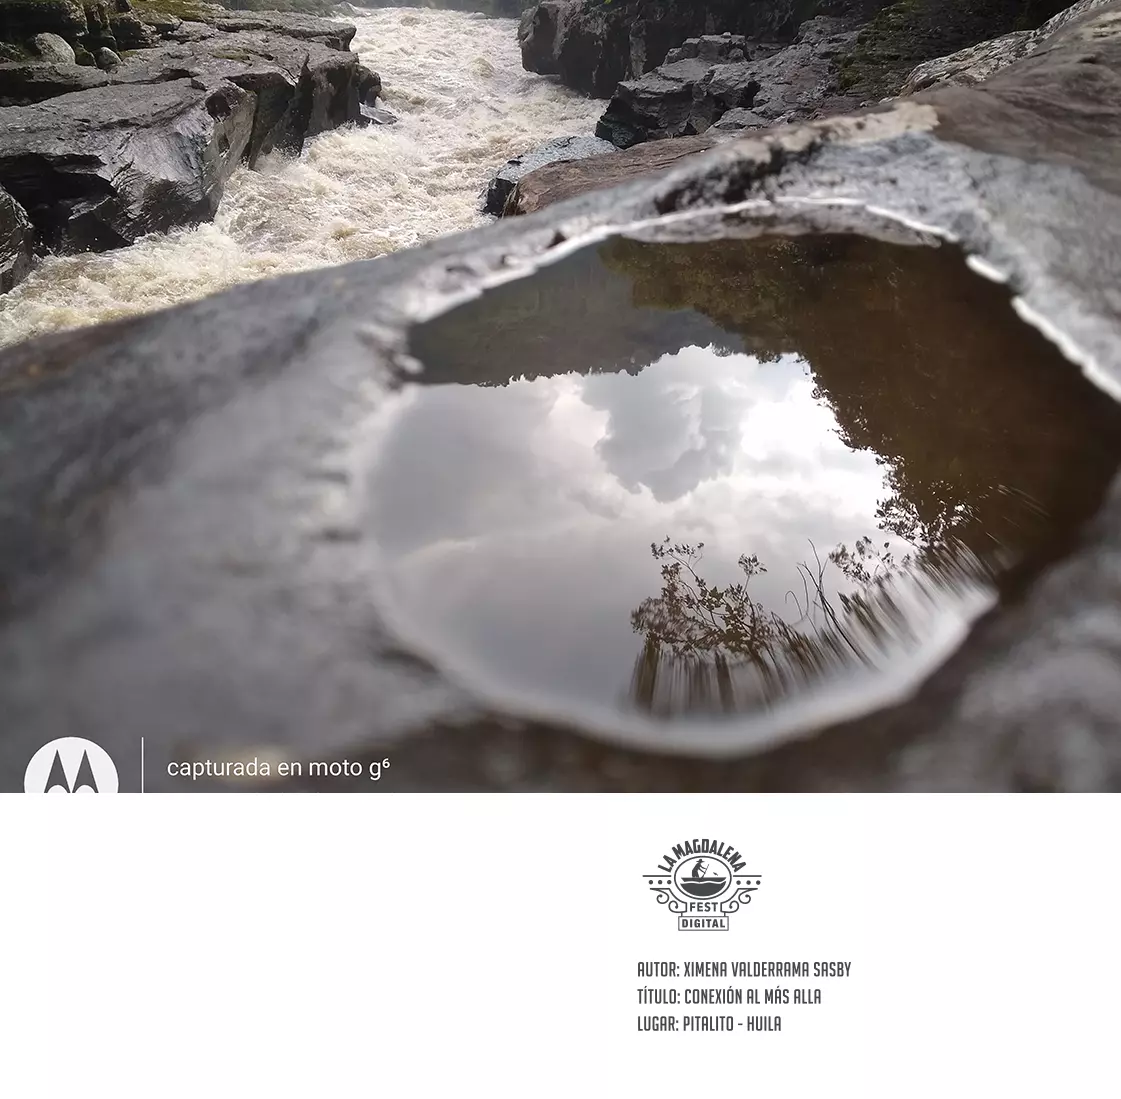 capturada en moto g⁶
LA MAGDALENA
FEST
DIGITAL
AUTOR: XIMENA VALDERRAMA SASBY
TÍTULO: CONEXIÓN AL MÁS ALLA
LUGAR: PITALITO - HUILA